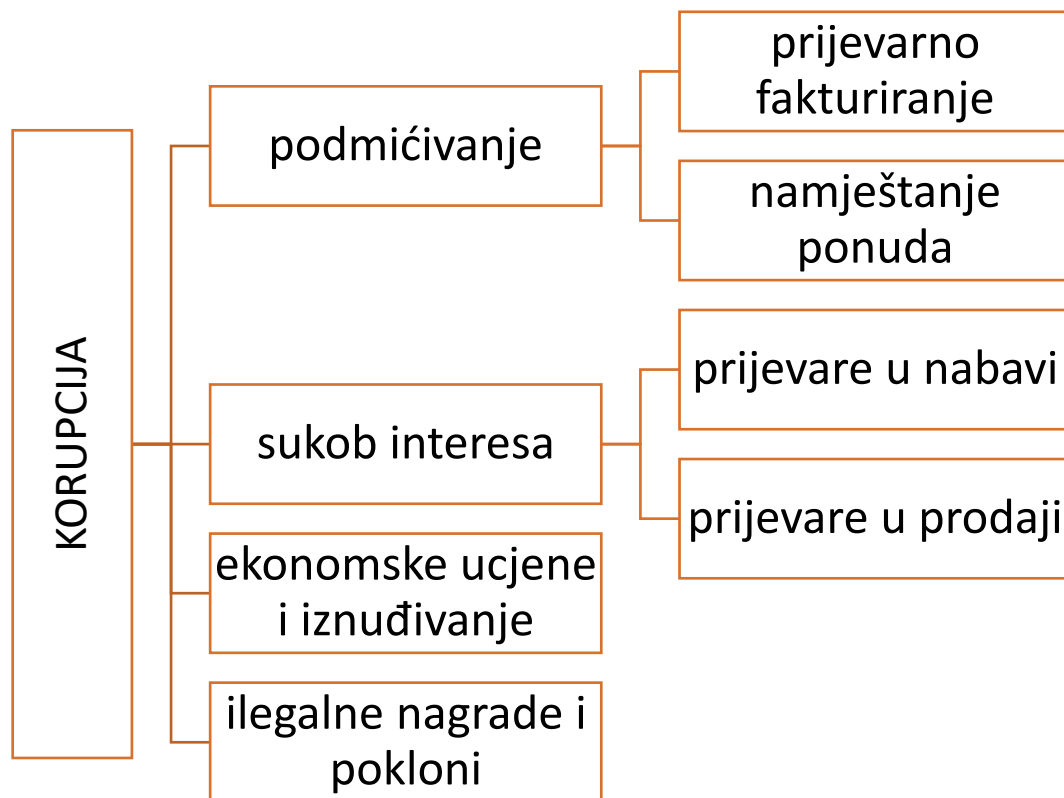 KORUPCIJA
podmićivanje
prijevarno
fakturiranje
namještanje
ponuda
sukob interesa
prijevare u nabavi
prijevare u prodaji
ekonomske ucjene
i iznuđivanje
ilegalne nagrade i
pokloni